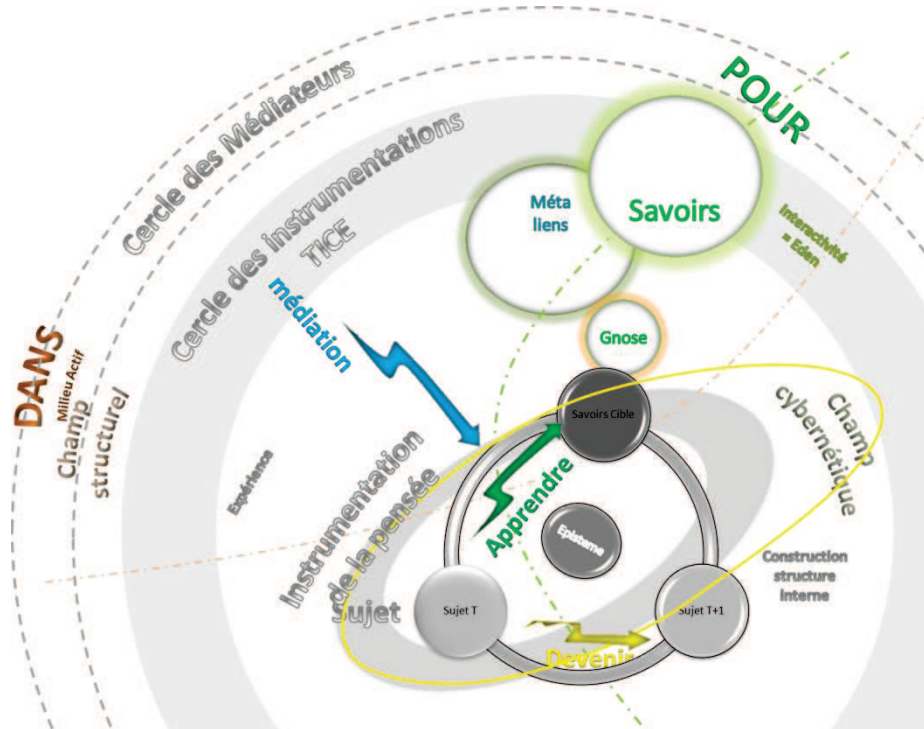 POUR
Cercle des Médiateurs
Cercle des instrumentations
TICE
Méta
liens
Savoirs
Interactivité
= Eden
médiation
DANS
Milieu Actif
Champ
structurel
Gnose
Savoirs Cible
Champ
cybernétique
Expérience
Instrumentation
de la pensée
Apprendre
Episteme
Construction
structure
interne
Sujet
Sujet T
Sujet T+1
Devenir